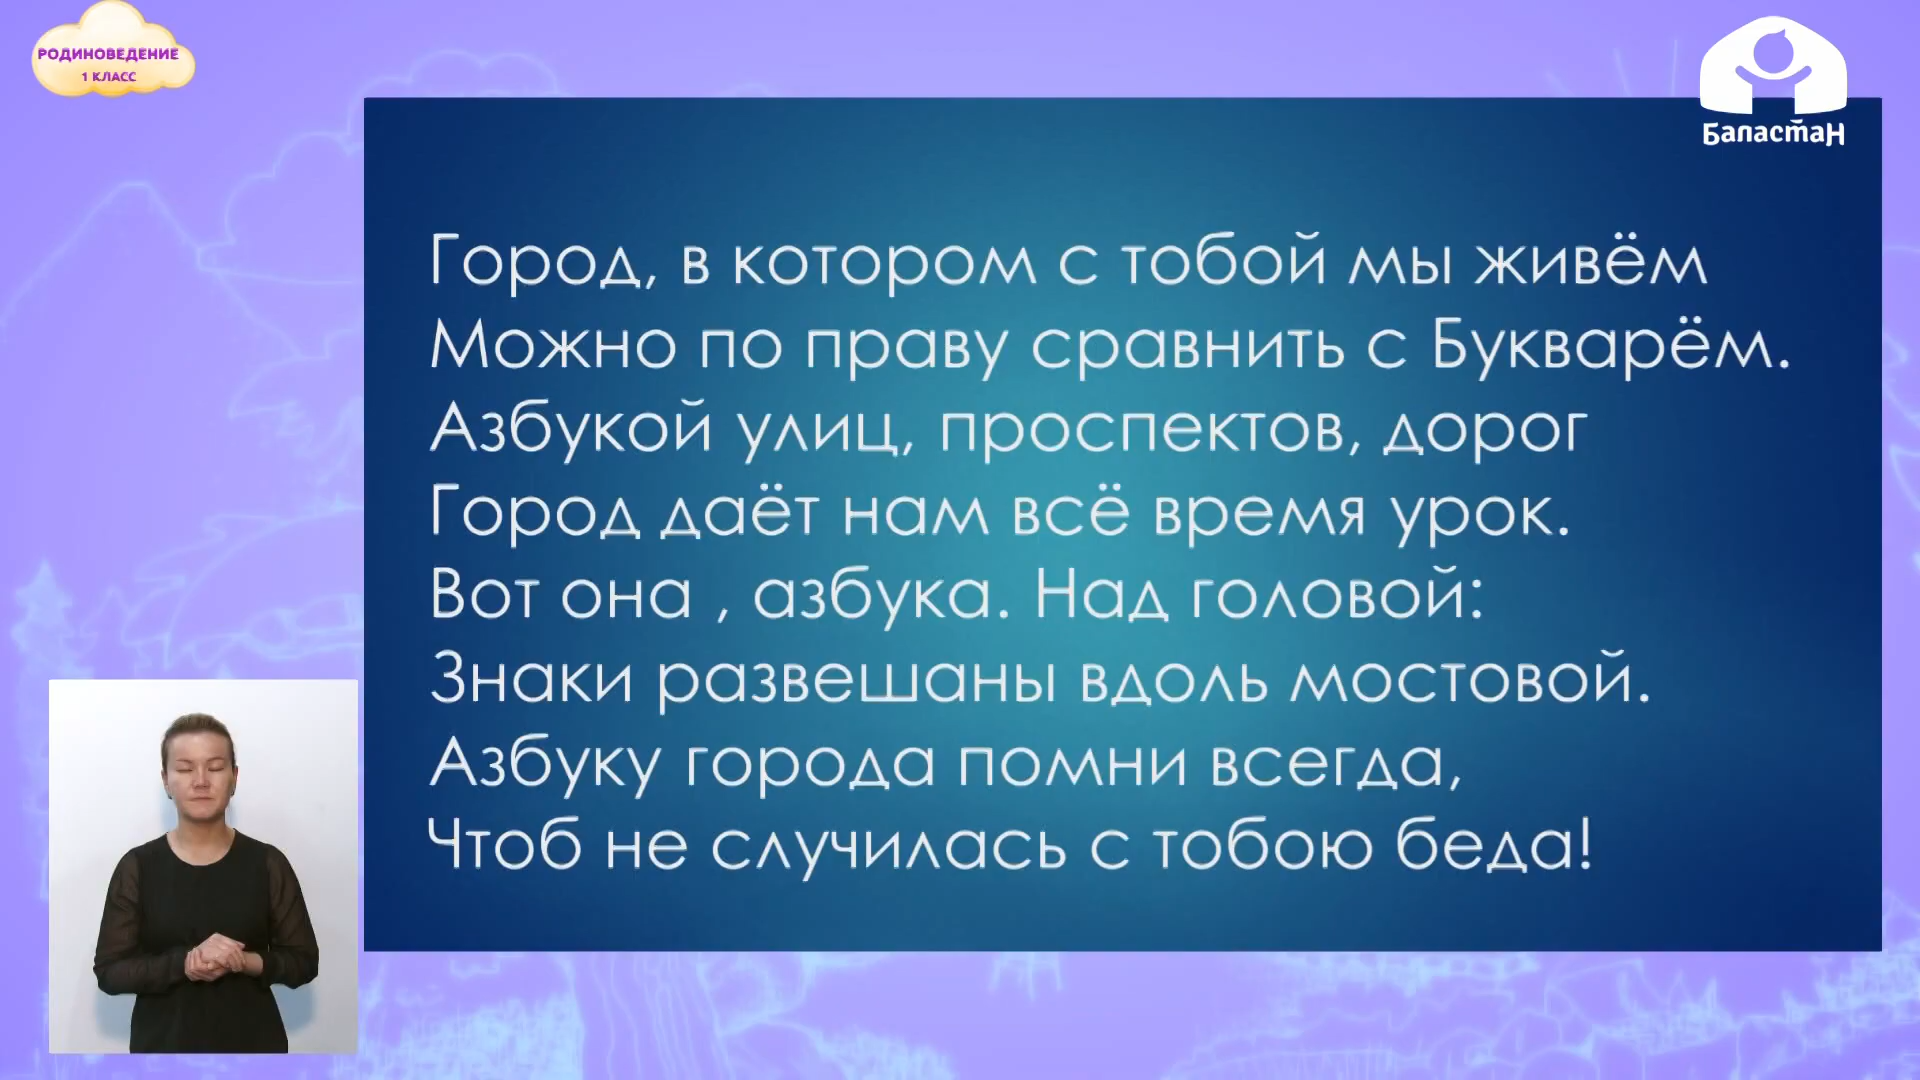 РОДИНОВЕДЕНИЕ
1 КЛАСС
Баластан
Город, в котором с тобой мы живём
Можно по праву сравнить с Букварём.
Азбукой улиц, проспектов, дорог
Город даёт нам всё время урок.
Вот она , азбука. Над головой:
Знаки развешаны вдоль мостовой.
Азбуку города помни всегда,
Чтоб не случилась с тобою беда!